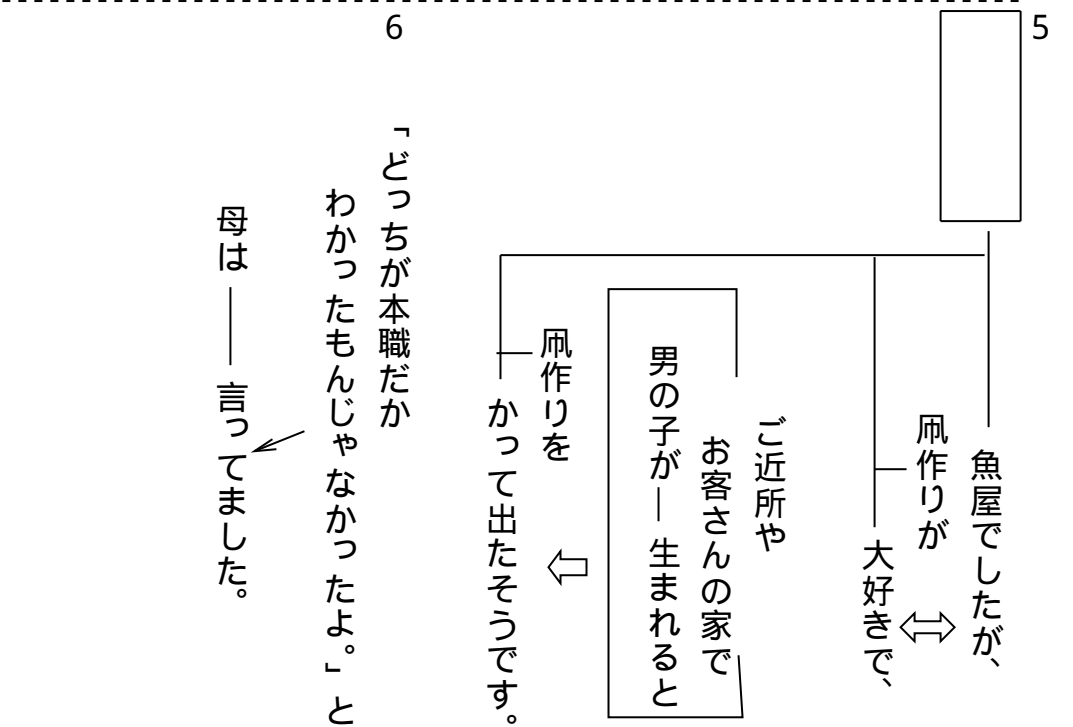 5
魚屋でしたが、
凧作りが
大好きで、
ご近所や
お客さんの家で
男の子が
生まれると
凧作りを
かって出たそうです。
6
「どっちが本職だか
わかったもんじゃなかったよ。」と
母は
言ってました。